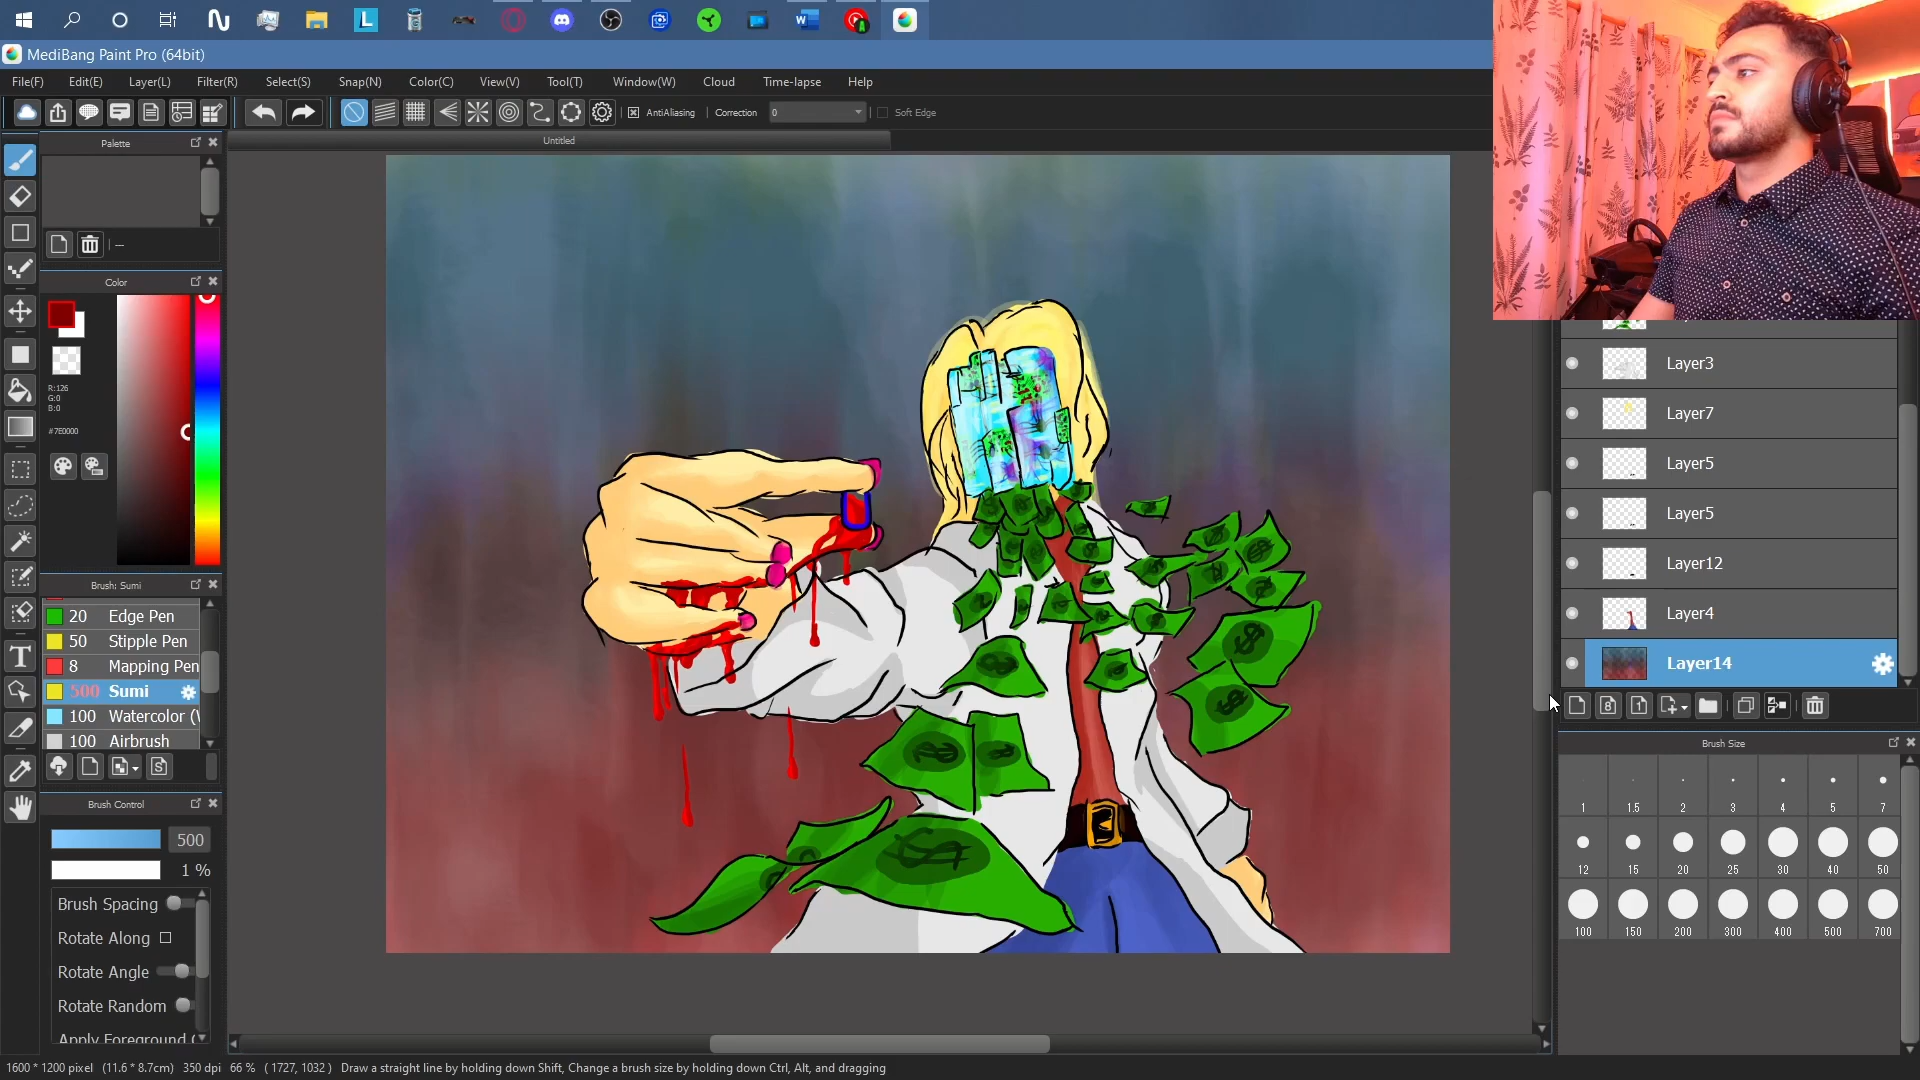 MediBang Paint Pro (64bit)
File(F) Edit(E) Layer(L) Filter(R) Select(S) Snap(N) Color(C) View(V) Tool(T) Window(W) Cloud Time-lapse Help
AntiAliasing Correction 0 Soft Edge
Untitled
Palette
--
Color
R:126
G:0
B:0
#7E0000
Brush: Sumi
20 Edge Pen
50 Stipple Pen
8 Mapping Pen
500 Sumi
100 Watercolor (
100 Airbrush
Brush Control
500
1 %
Brush Spacing
Rotate Along
Rotate Angle
Rotate Random
Apply Foreground
Layer3
Layer7
Layer5
Layer5
Layer12
Layer4
Layer14
Brush Size
1 1.5 2 3 4 5 7
12 15 20 25 30 40 50
100 150 200 300 400 500 700
1600 * 1200 pixel (11.6 * 8.7cm) 350 dpi 66 % ( 1727, 1032 ) Draw a straight line by holding down Shift, Change a brush size by holding down Ctrl, Alt, and dragging